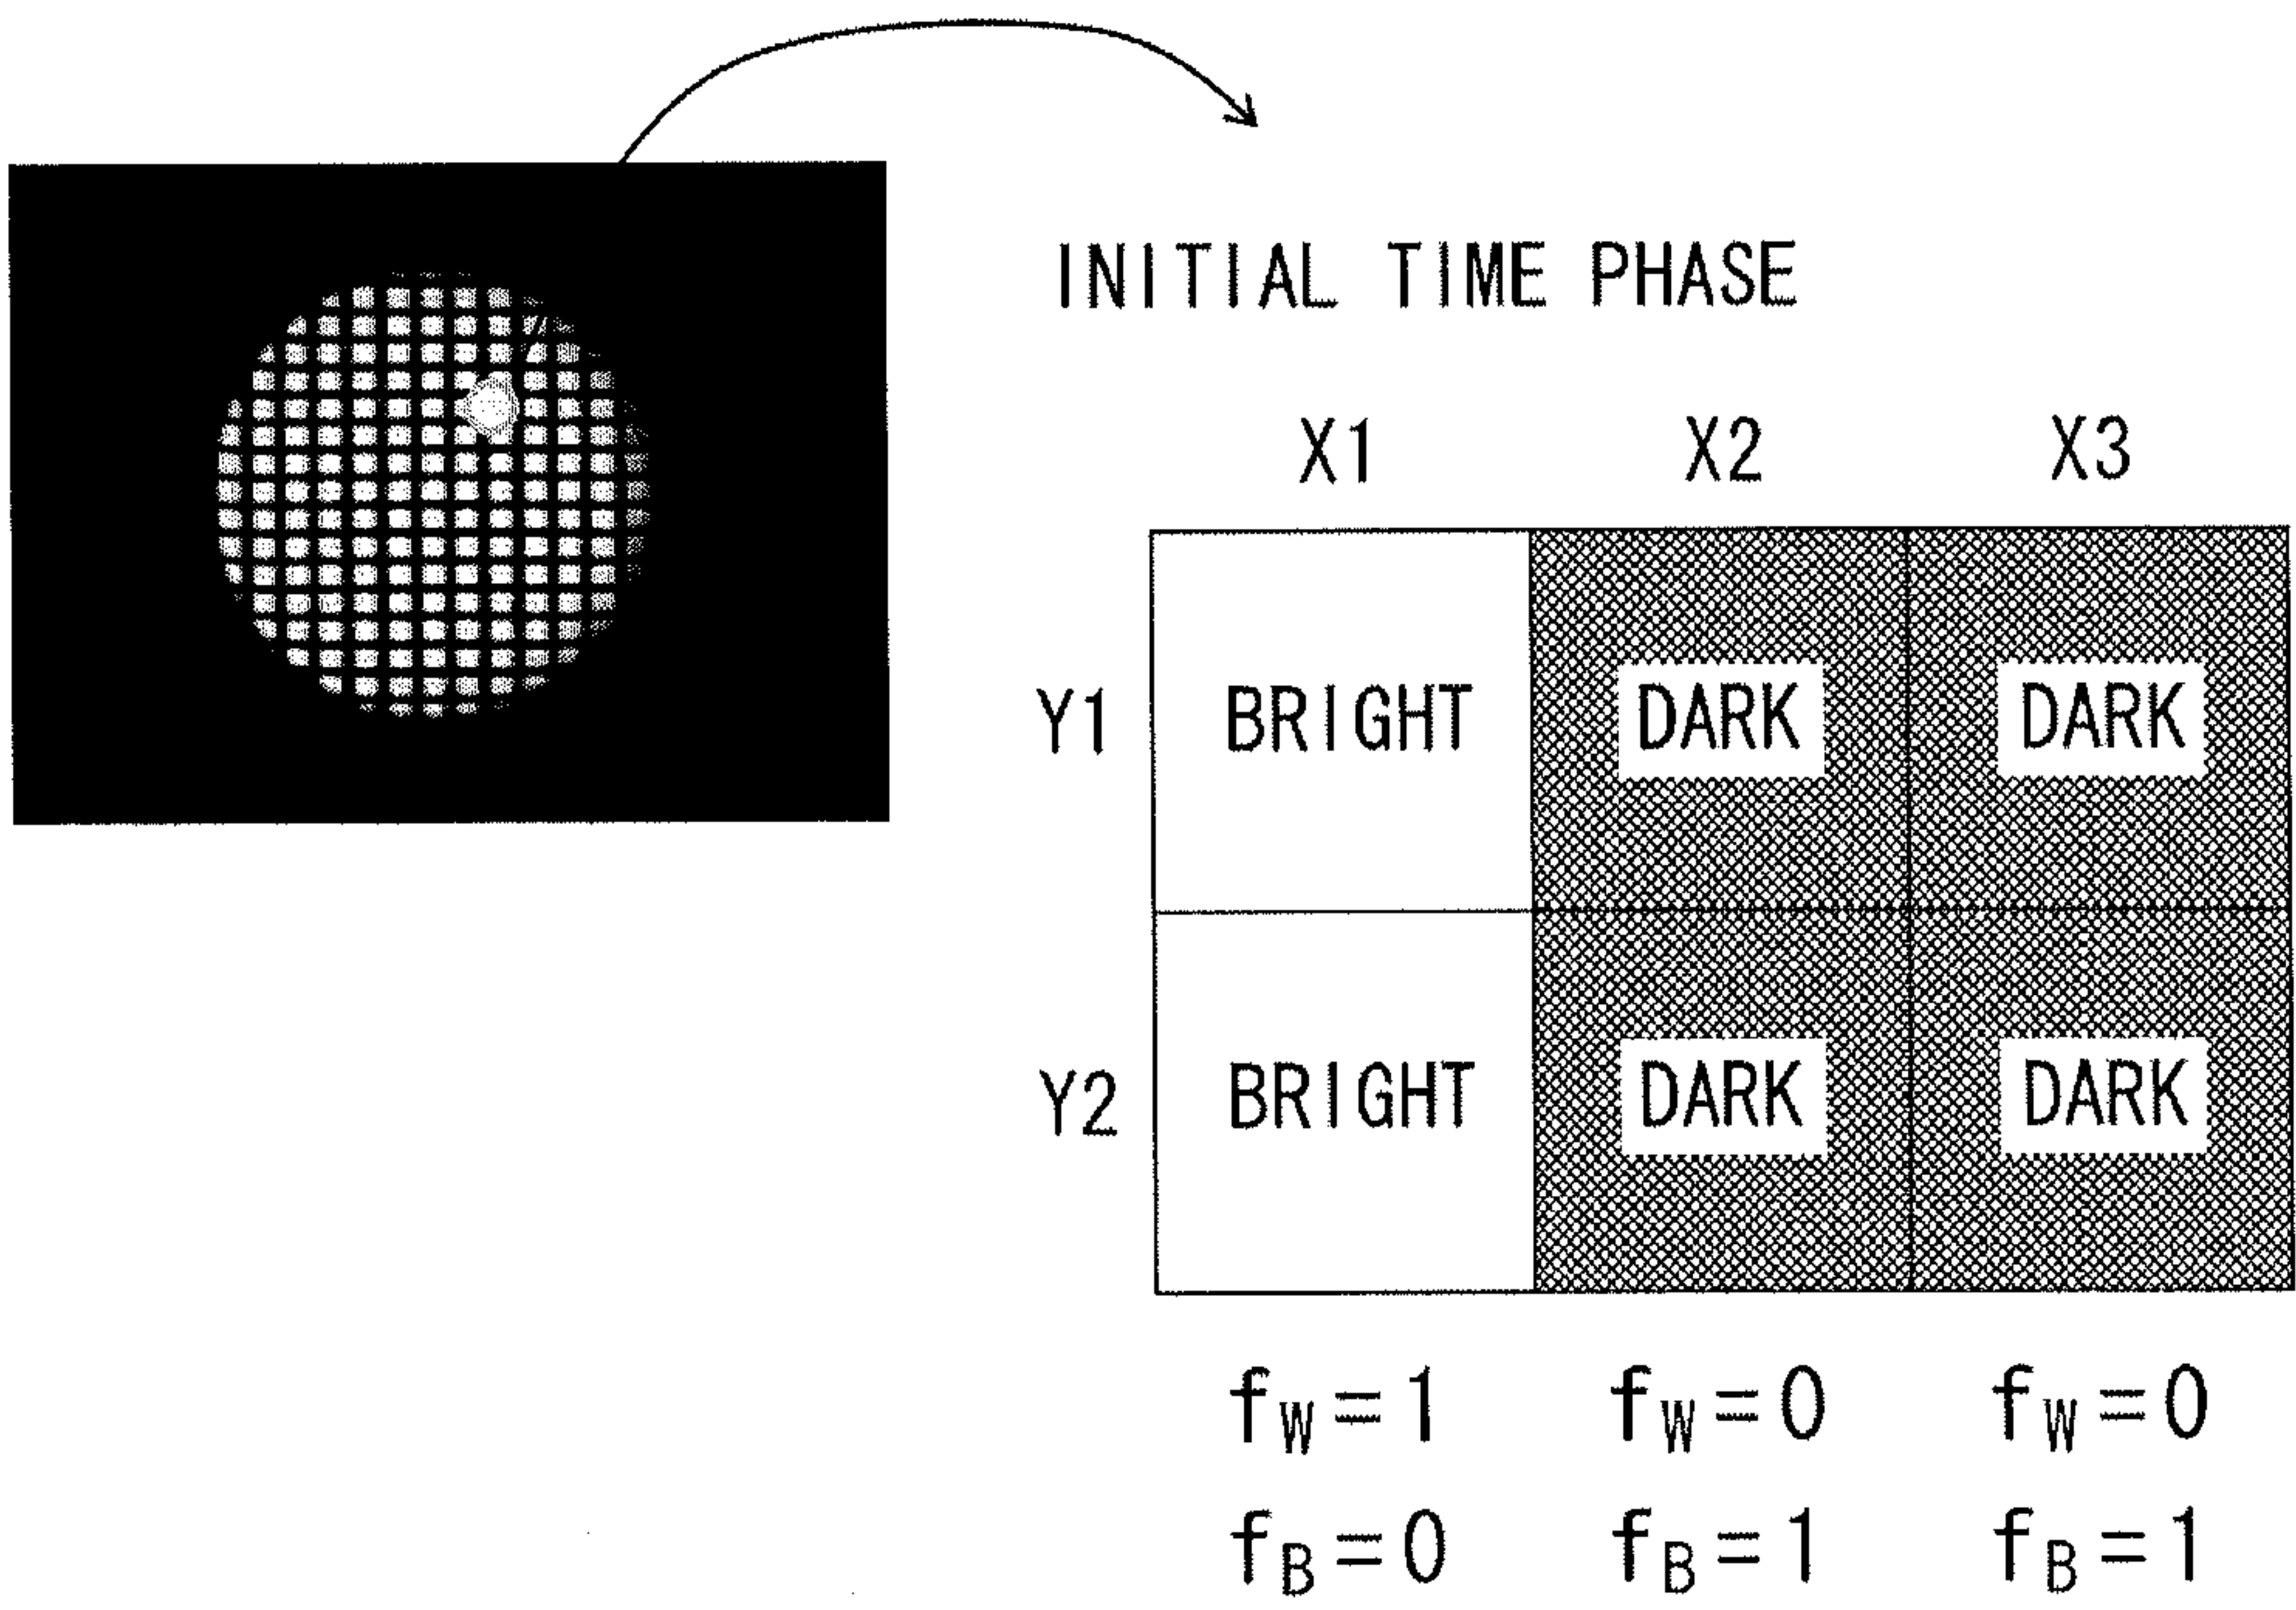 INITIAL TIME PHASE
X1 X2 X3
Y1 BRIGHT DARK DARK
Y2 BRIGHT DARK DARK
fW=1 fW=0 fW=0
fB=0 fB=1 fB=1